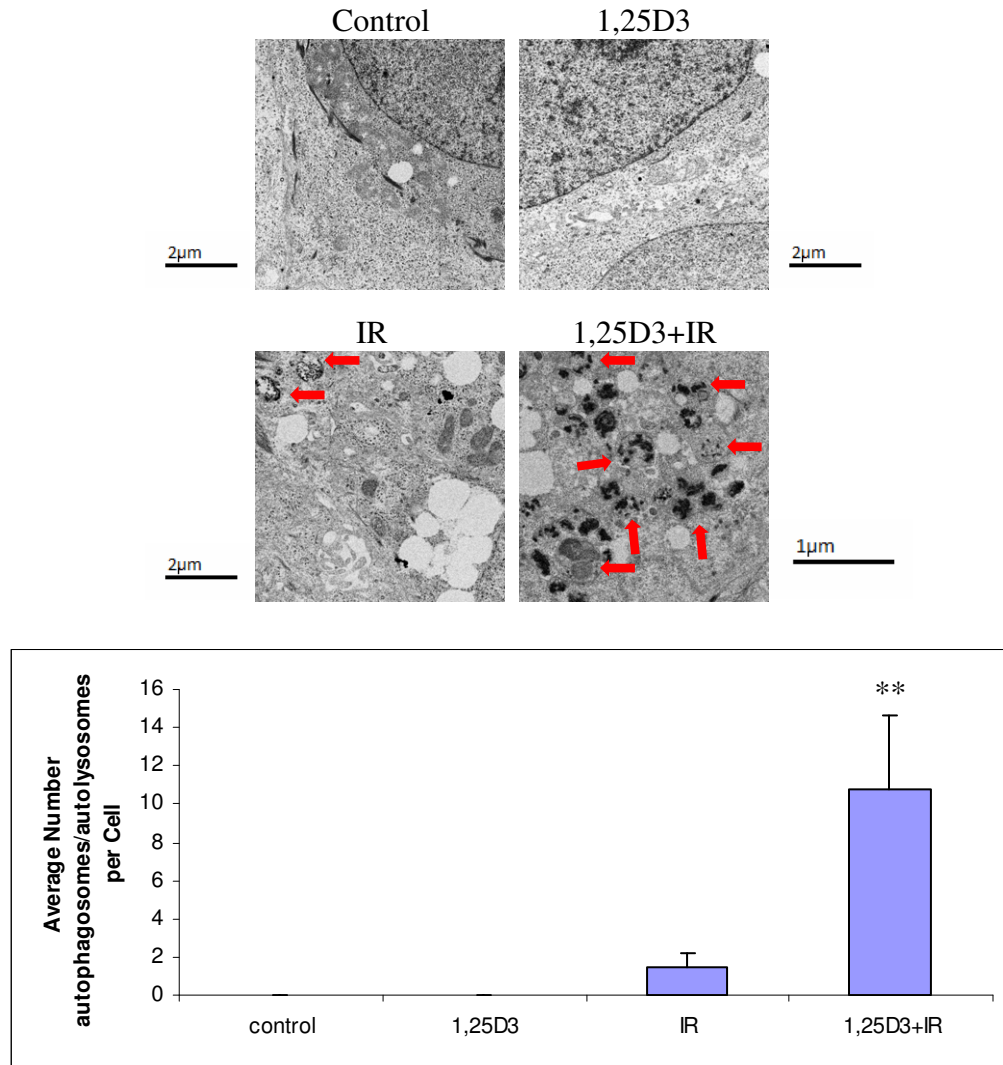 Control 1,25D3
2µm 2µm
IR 1,25D3+IR
2µm 1µm
Average Number
autophagosomes/autolysosomes
per Cell
16
14
12
10
8
6
4
2
0
**
control 1,25D3 IR 1,25D3+IR